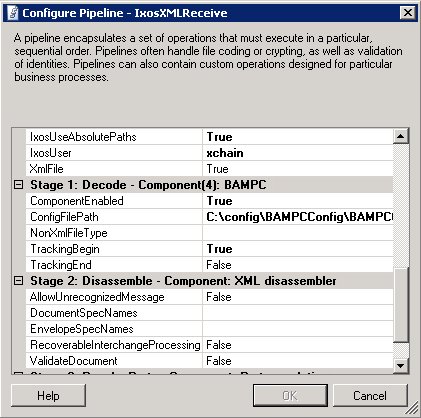 Configure Pipeline - IxosXMLReceive
A pipeline encapsulates a set of operations that must execute in a particular,
sequential order. Pipelines often handle file coding or crypting, as well as validation
of identities. Pipelines can also contain custom operations designed for particular
business processes.
IxosUseAbsolutePaths True
IxosUser xchain
XmlFile True
Stage 1: Decode - Component(4): BAMPC
ComponentEnabled True
ConfigFilePath C:\config\BAMPCConfig\BAMPC
NonXmlFileType
TrackingBegin True
TrackingEnd False
Stage 2: Disassemble - Component: XML disassembler
AllowUnrecognizedMessage False
DocumentSpecNames
EnvelopeSpecNames
RecoverableInterchangeProcessing False
ValidateDocument False
Help OK Cancel